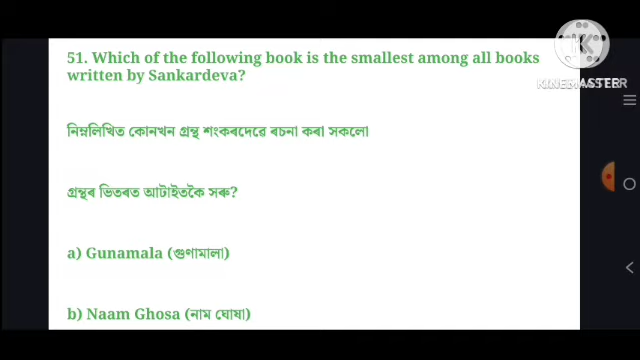 51. Which of the following book is the smallest among all books
written by Sankardeva?
নিম্নলিখিত কোনখন গ্ৰন্থ শংকৰদেৱে ৰচনা কৰা সকলো
গ্ৰন্থৰ ভিতৰত আটাইতকৈ সৰু?
a) Gunamala (গুণামালা)
b) Naam Ghosa (নাম ঘোষা)
KINEMASTER